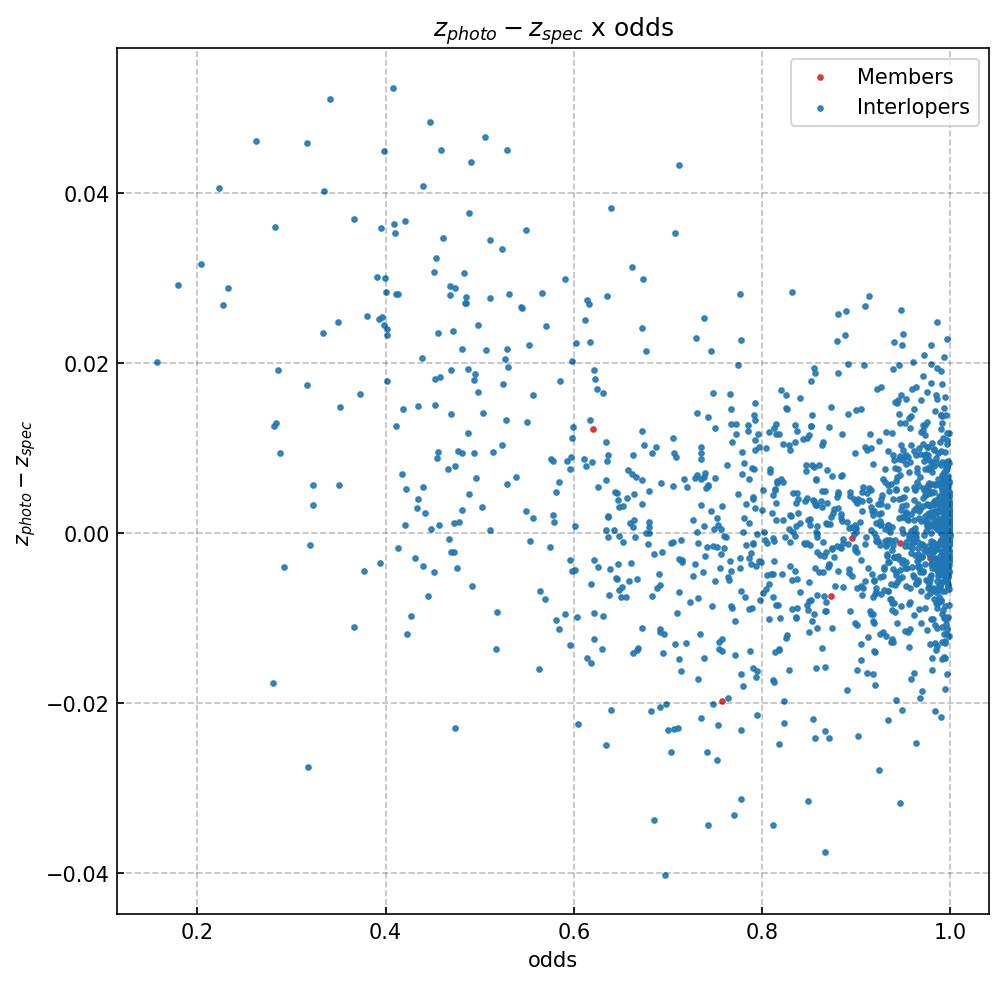 z_photo − z_spec x odds
Members
Interlopers
z_photo − z_spec
0.04
0.02
0.00
−0.02
−0.04
0.2 0.4 0.6 0.8 1.0
odds